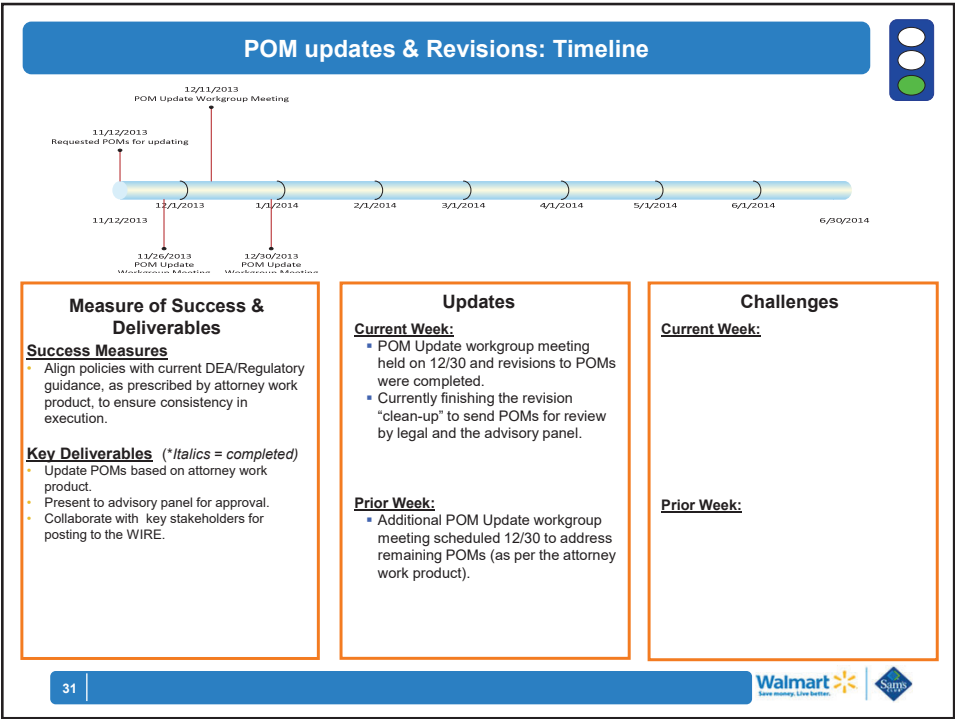 POM updates & Revisions: Timeline
12/11/2013
POM Update Workgroup Meeting
11/12/2013
Requested POMs for updating
12/1/2013
1/1/2014
2/1/2014
3/1/2014
4/1/2014
5/1/2014
6/1/2014
11/12/2013
6/30/2014
11/26/2013
POM Update
Workgroup Meeting
12/30/2013
POM Update
Workgroup Meeting
Measure of Success &
Deliverables
Success Measures
• Align policies with current DEA/Regulatory
guidance, as prescribed by attorney work
product, to ensure consistency in
execution.
Key Deliverables (*Italics = completed)
• Update POMs based on attorney work
product.
• Present to advisory panel for approval.
• Collaborate with key stakeholders for
posting to the WIRE.
Updates
Current Week:
▪ POM Update workgroup meeting
held on 12/30 and revisions to POMs
were completed.
▪ Currently finishing the revision
“clean-up” to send POMs for review
by legal and the advisory panel.
Prior Week:
▪ Additional POM Update workgroup
meeting scheduled 12/30 to address
remaining POMs (as per the attorney
work product).
Challenges
Current Week:
Prior Week:
31
Walmart
Save money. Live better.
Sam's
CLUB